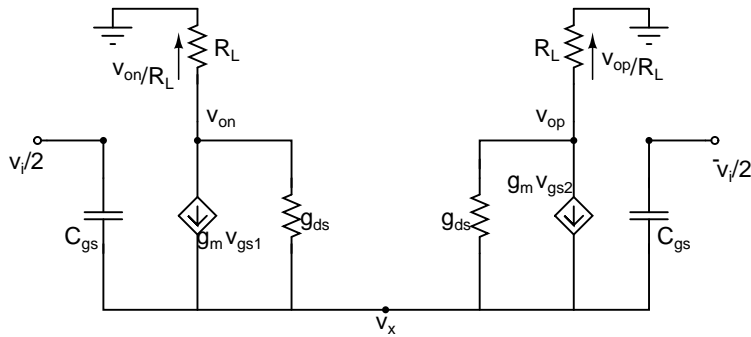 R_L
R_L
v_on/R_L
v_op/R_L
v_on
v_op
v_i/2
-v_i/2
g_m v_gs2
C_gs
g_m v_gs1
g_ds
g_ds
C_gs
v_x